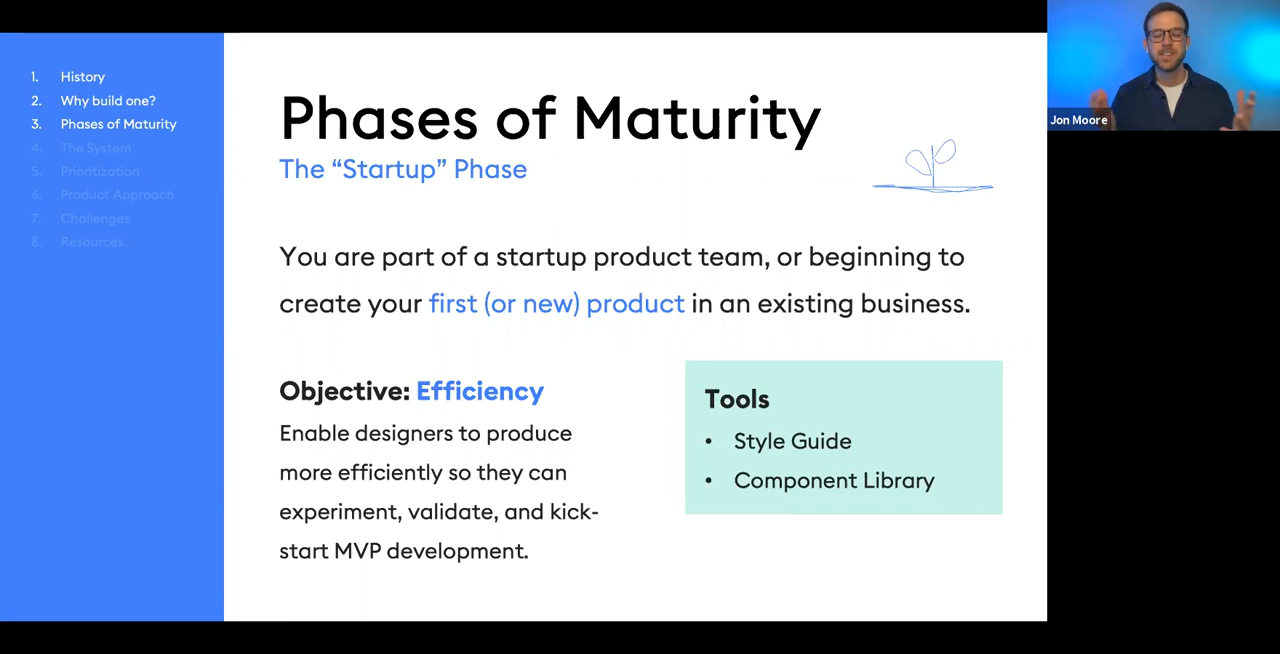 1. History
2. Why build one?
3. Phases of Maturity
4. The System
5. Prioritization
6. Product Approach
7. Challenges
8. Resources
Phases of Maturity
The “Startup” Phase
You are part of a startup product team, or beginning to
create your first (or new) product in an existing business.
Objective: Efficiency
Enable designers to produce
more efficiently so they can
experiment, validate, and kick-
start MVP development.
Tools
• Style Guide
• Component Library
Jon Moore